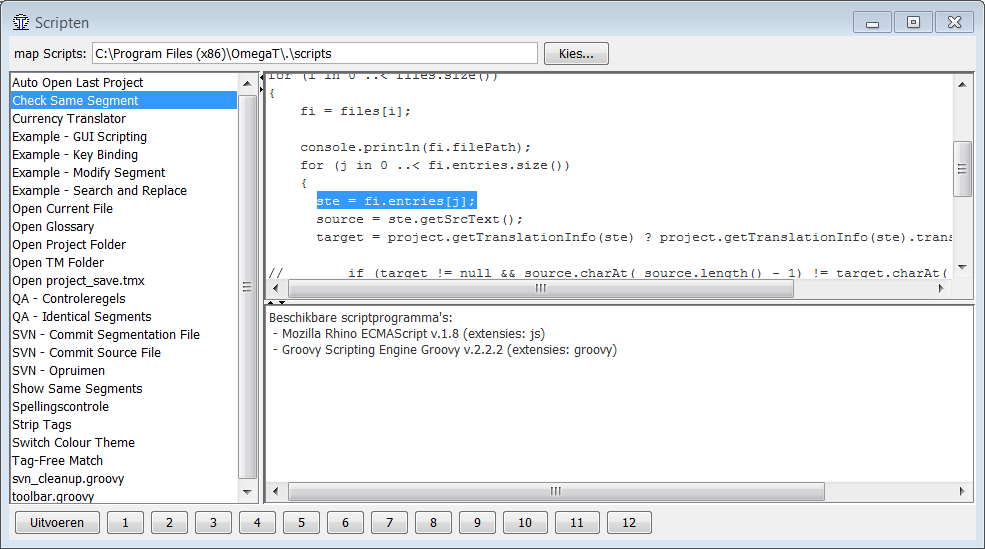 Scripten
map Scripts: C:\Program Files (x86)\OmegaT\.\scripts Kies...
Auto Open Last Project
Check Same Segment
Currency Translator
Example - GUI Scripting
Example - Key Binding
Example - Modify Segment
Example - Search and Replace
Open Current File
Open Glossary
Open Project Folder
Open TM Folder
Open project_save.tmx
QA - Controleregels
QA - Identical Segments
SVN - Commit Segmentation File
SVN - Commit Source File
SVN - Opruimen
Show Same Segments
Spellingscontrole
Strip Tags
Switch Colour Theme
Tag-Free Match
svn_cleanup.groovy
toolbar.groovy
for (i in 0 ..< files.size())
{
fi = files[i];
console.println(fi.filePath);
for (j in 0 ..< fi.entries.size())
{
ste = fi.entries[j];
source = ste.getSrcText();
target = project.getTranslationInfo(ste) ? project.getTranslationInfo(ste).trans
// if (target != null && source.charAt( source.length() - 1) != target.charAt(
Beschikbare scriptprogramma's:
- Mozilla Rhino ECMAScript v.1.8 (extensies: js)
- Groovy Scripting Engine Groovy v.2.2.2 (extensies: groovy)
Uitvoeren 1 2 3 4 5 6 7 8 9 10 11 12